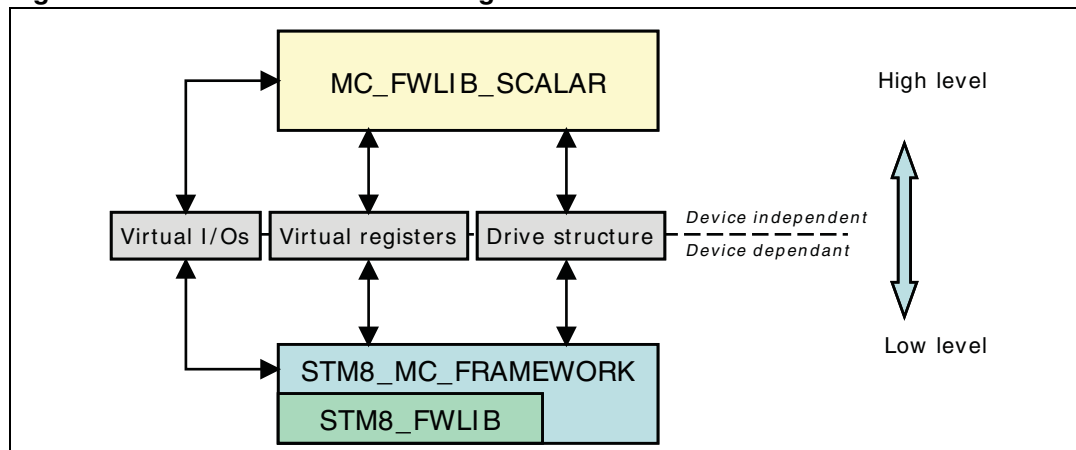 MC_FWLIB_SCALAR
High level
Virtual I/Os
Virtual registers
Drive structure
Device independent
Device dependant
Low level
STM8_MC_FRAMEWORK
STM8_FWLIB